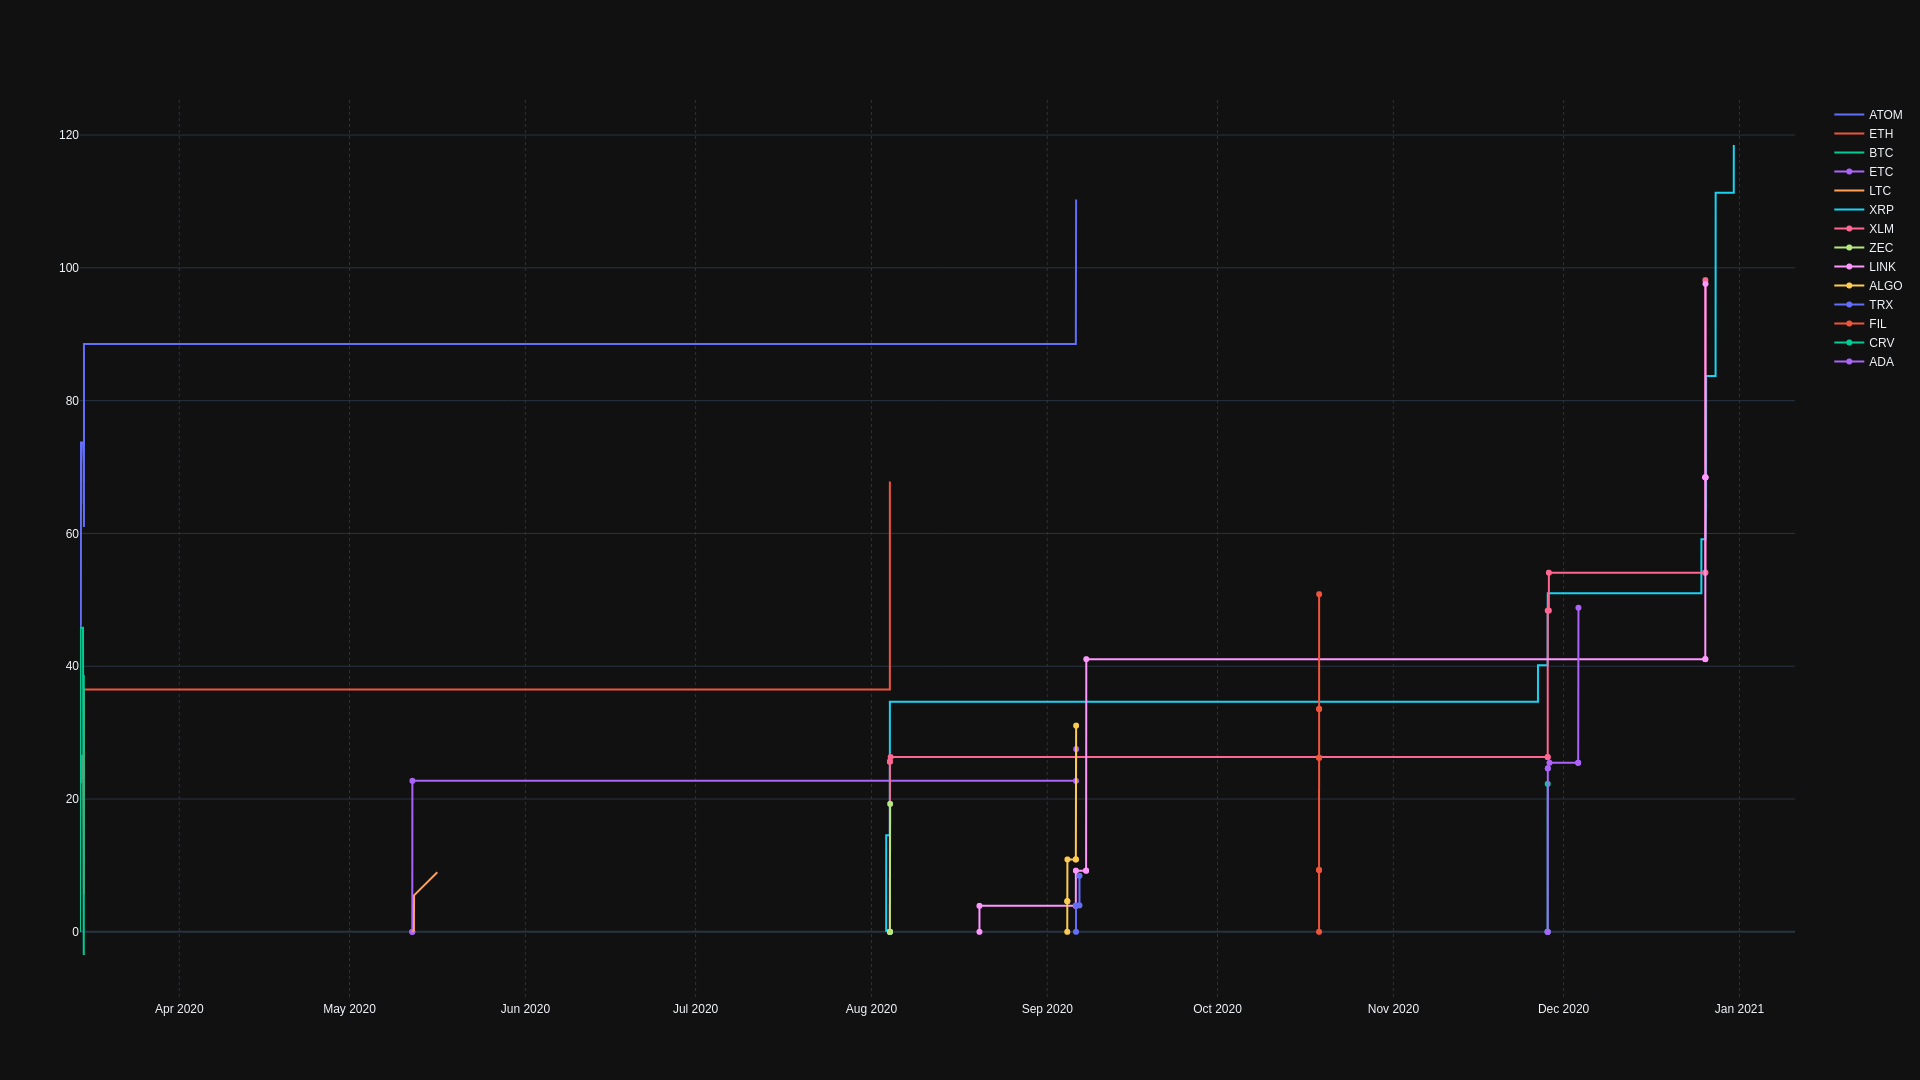 120
100
80
60
40
20
0
Apr 2020
May 2020
Jun 2020
Jul 2020
Aug 2020
Sep 2020
Oct 2020
Nov 2020
Dec 2020
Jan 2021
ATOM
ETH
BTC
ETC
LTC
XRP
XLM
ZEC
LINK
ALGO
TRX
FIL
CRV
ADA